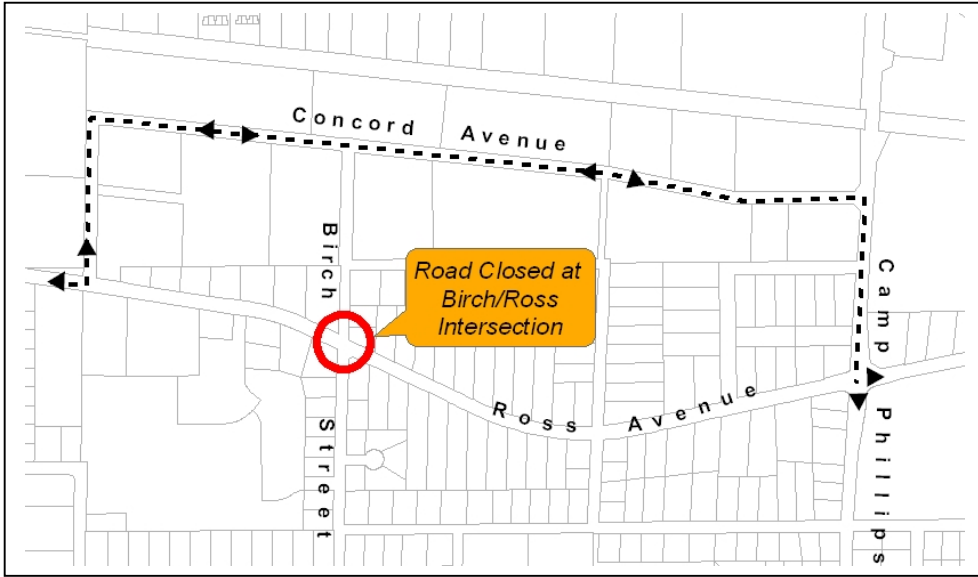 Concord Avenue
Birch Street
Road Closed at
Birch/Ross
Intersection
Camp Phillips
Ross Avenue